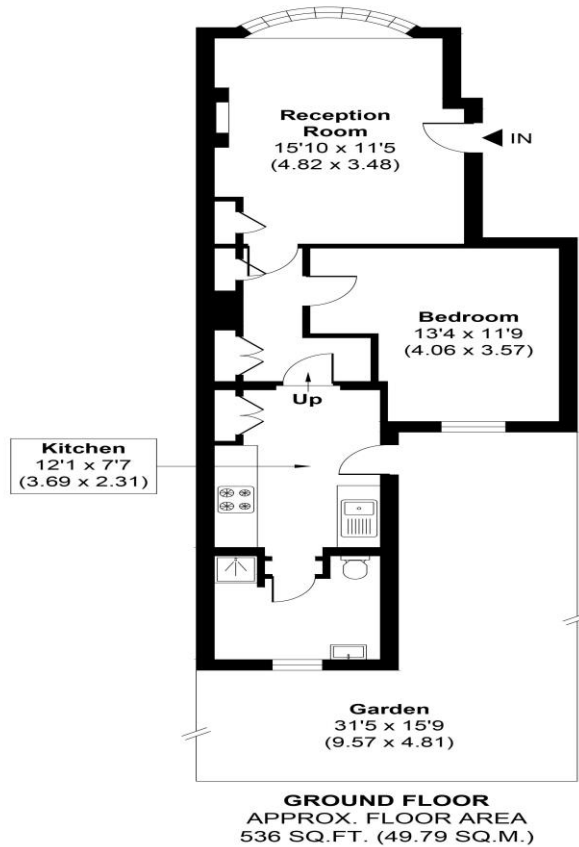 Reception
Room
15'10 x 11'5
(4.82 x 3.48)
IN
Bedroom
13'4 x 11'9
(4.06 x 3.57)
Up
Kitchen
12'1 x 7'7
(3.69 x 2.31)
Garden
31'5 x 15'9
(9.57 x 4.81)
GROUND FLOOR
APPROX. FLOOR AREA
536 SQ.FT. (49.79 SQ.M.)